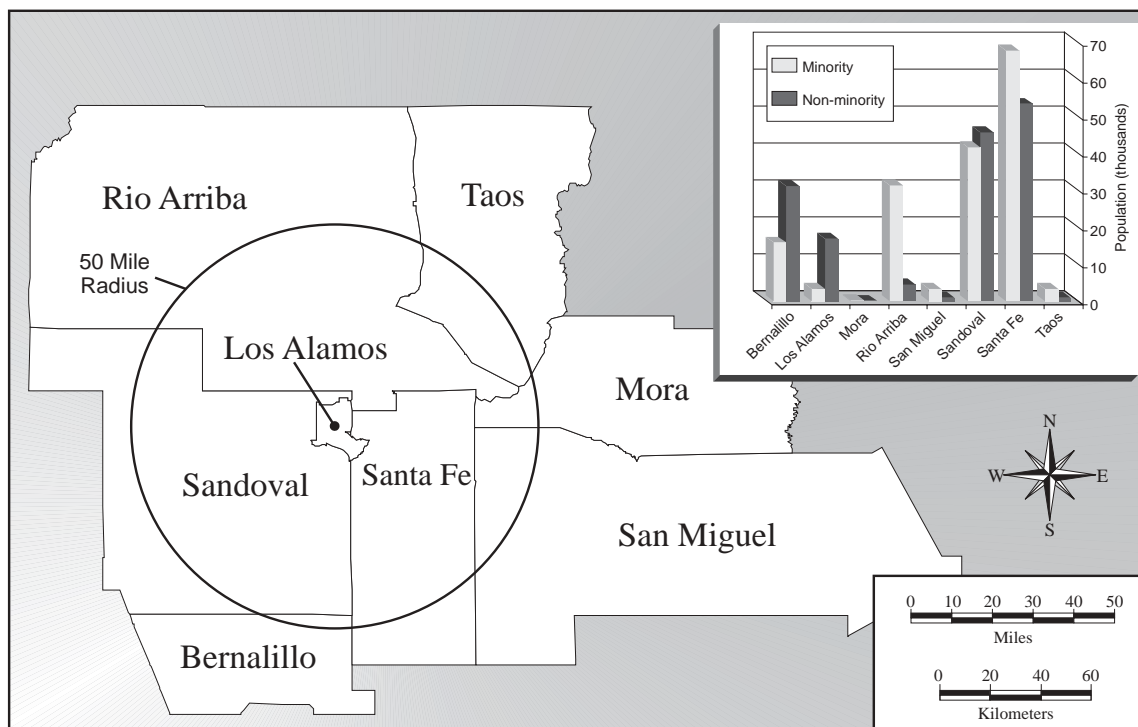 Minority
Non-minority
70
60
50
40
30
20
10
0
Population (thousands)
Bernalillo
Los Alamos
Mora
Rio Arriba
San Miguel
Sandoval
Santa Fe
Taos
Rio Arriba
Taos
50 Mile
Radius
Los Alamos
Mora
Sandoval
Santa Fe
San Miguel
Bernalillo
N
W E
S
0 10 20 30 40 50
Miles
0 20 40 60
Kilometers